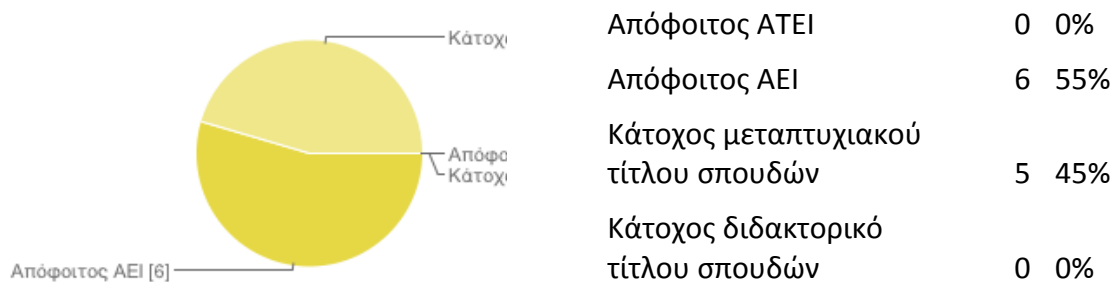 Κάτοχ
Απόφο
Κάτοχ
Απόφοιτος ΑΕΙ [6]
Απόφοιτος ΑΤΕΙ 0 0%
Απόφοιτος ΑΕΙ 6 55%
Κάτοχος μεταπτυχιακού
τίτλου σπουδών 5 45%
Κάτοχος διδακτορικό
τίτλου σπουδών 0 0%